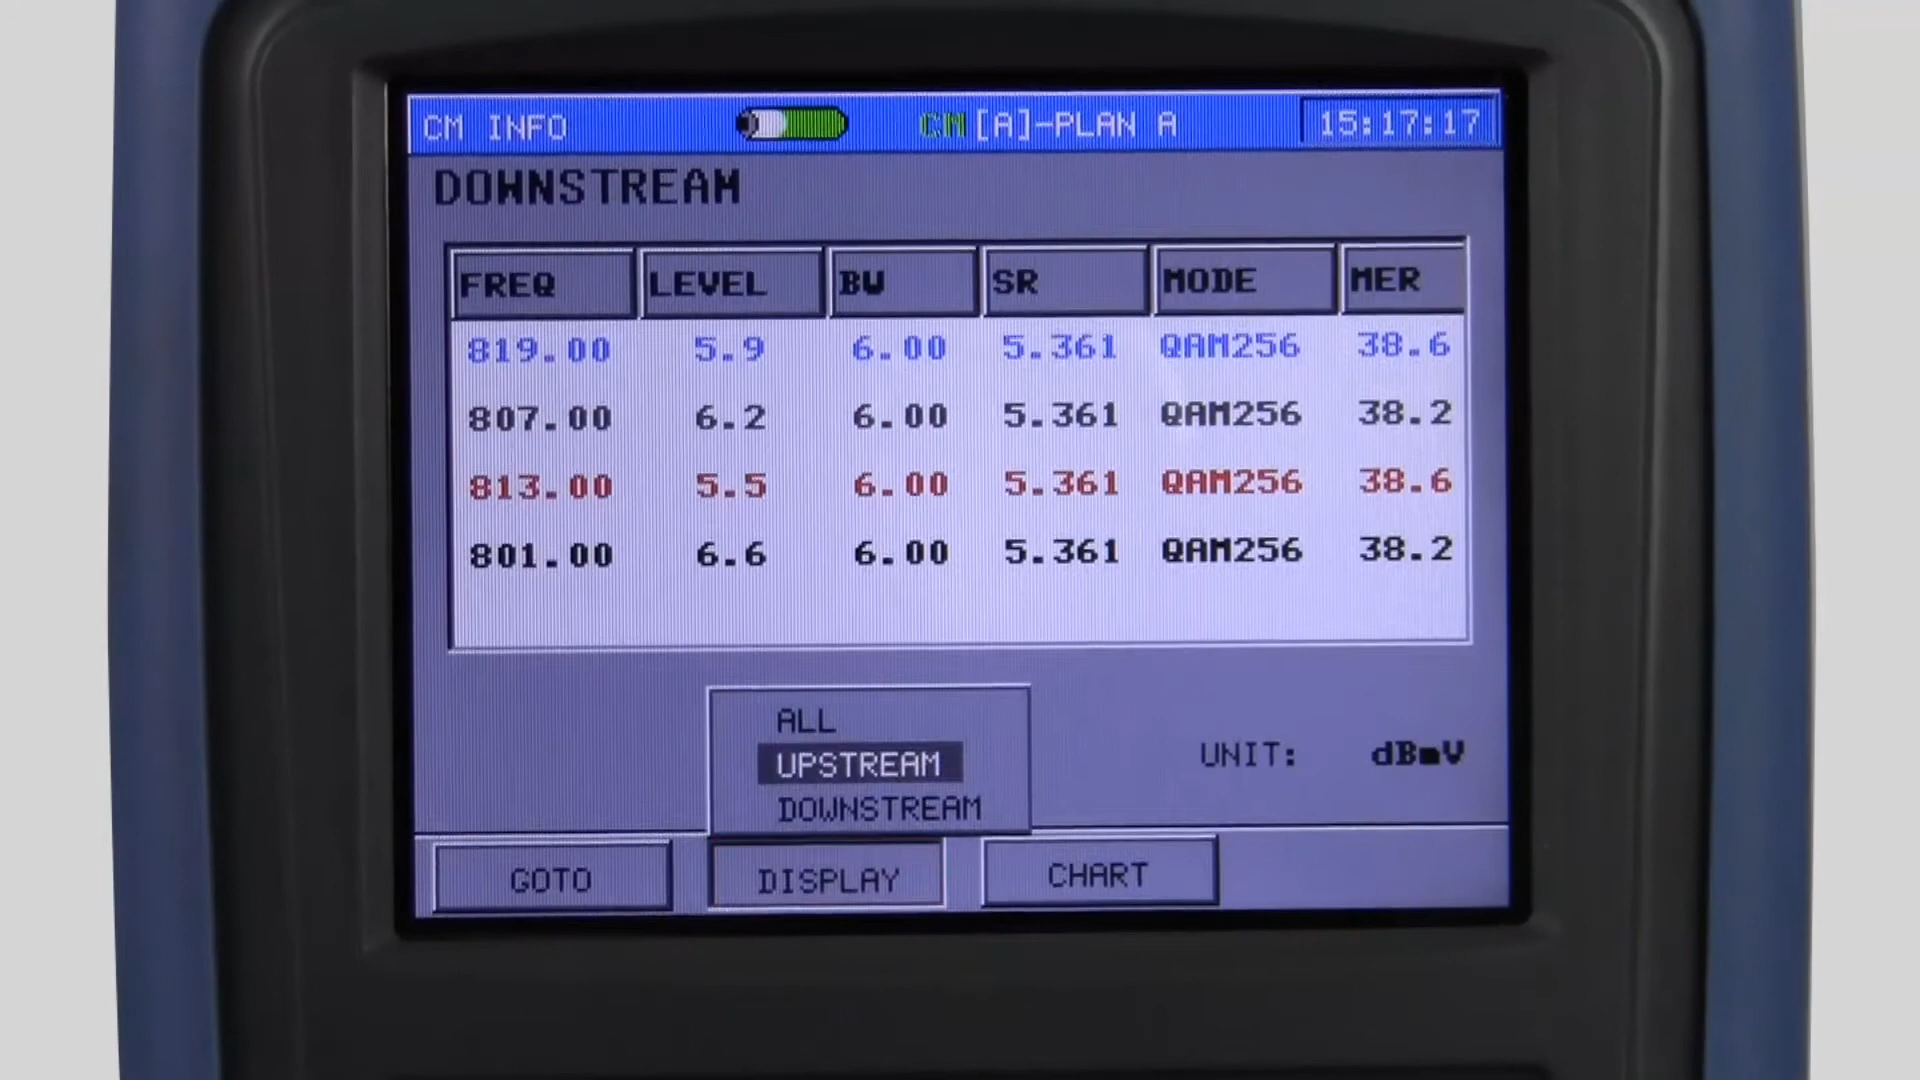 CM INFO CM [A]-PLAN A 15:17:17
DOWNSTREAM
FREQ LEVEL BW SR MODE MER
819.00 5.9 6.00 5.361 QAM256 38.6
807.00 6.2 6.00 5.361 QAM256 38.2
813.00 5.5 6.00 5.361 QAM256 38.6
801.00 6.6 6.00 5.361 QAM256 38.2
ALL
UPSTREAM
DOWNSTREAM
UNIT: dBmV
GOTO DISPLAY CHART